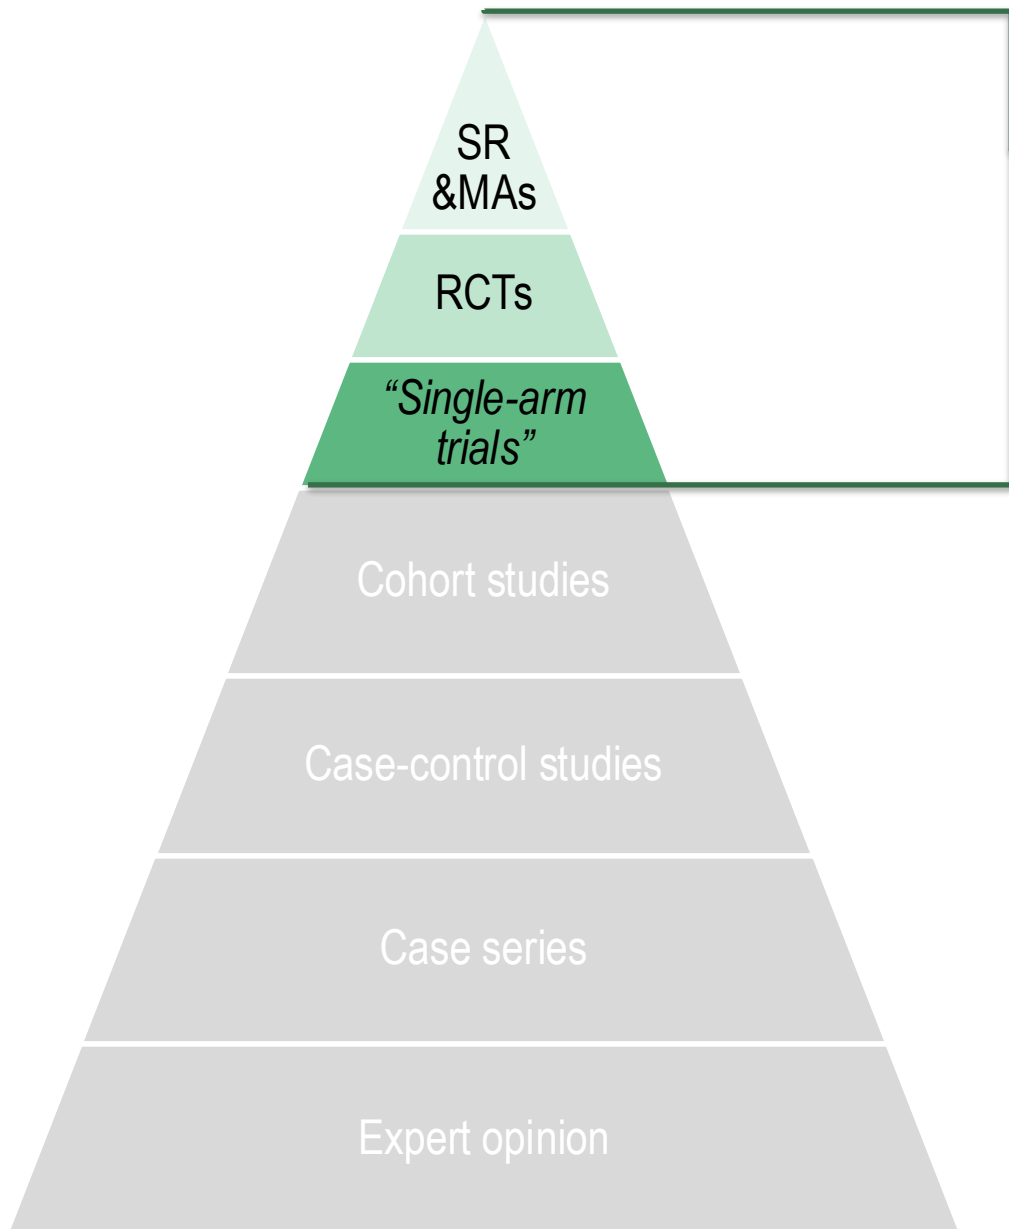 SR
&MAs
RCTs
“Single-arm
trials”
Cohort studies
Case-control studies
Case series
Expert opinion